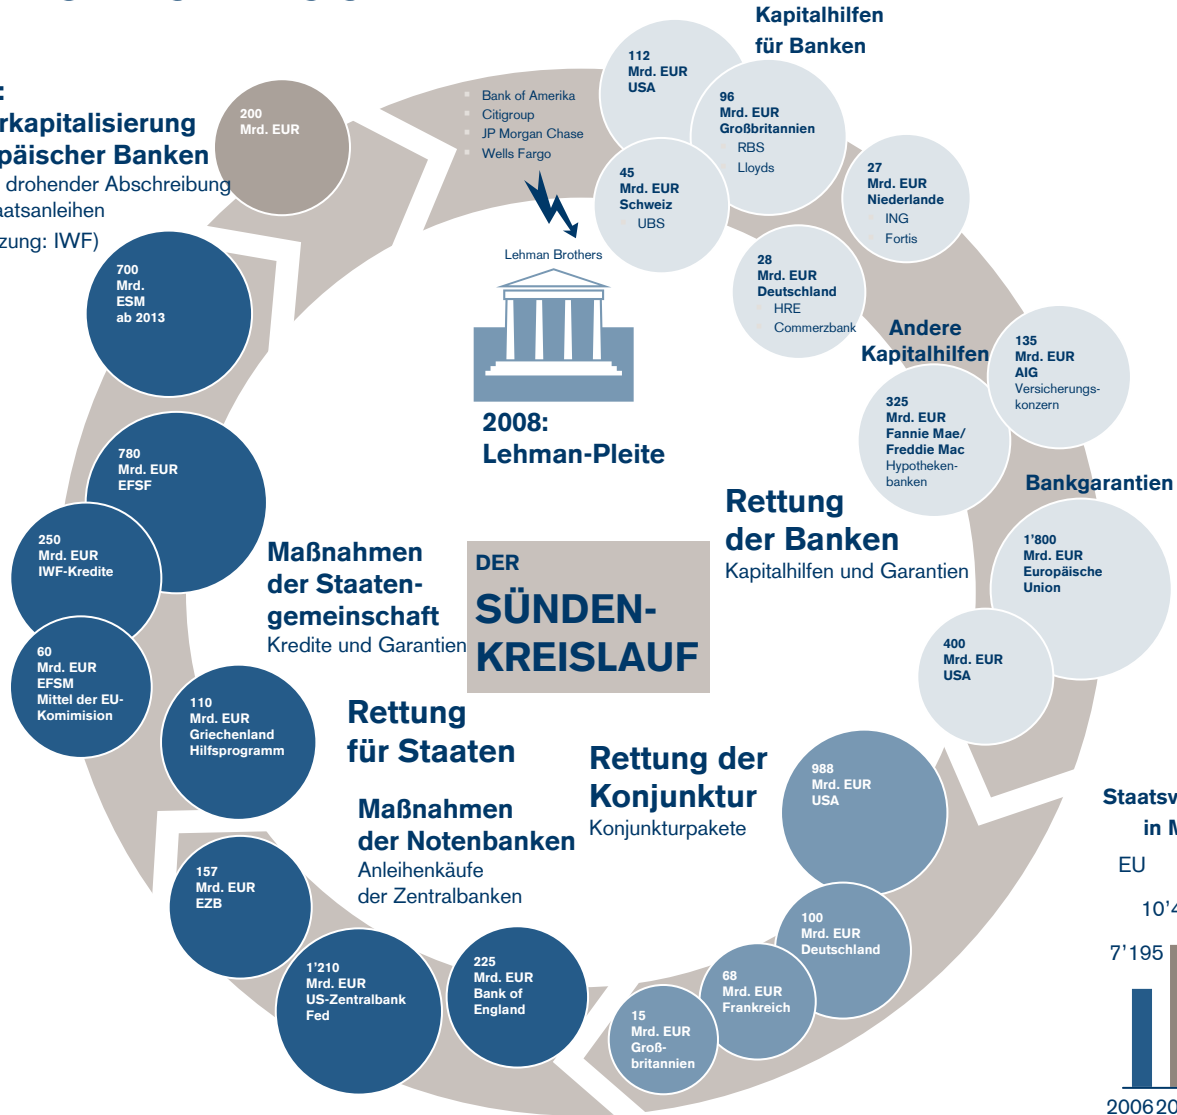 Kapitalhilfen
für Banken
112
Mrd. EUR
USA
Bank of Amerika
Citigroup
JP Morgan Chase
Wells Fargo
96
Mrd. EUR
Großbritannien
RBS
Lloyds
45
Mrd. EUR
Schweiz
UBS
27
Mrd. EUR
Niederlande
ING
Fortis
28
Mrd. EUR
Deutschland
HRE
Commerzbank
Lehman Brothers
2008:
Lehman-Pleite
Andere
Kapitalhilfen
135
Mrd. EUR
AIG
Versicherungs-
konzern
325
Mrd. EUR
Fannie Mae/
Freddie Mac
Hypotheken-
banken
Bankgarantien
1’800
Mrd. EUR
Europäische
Union
400
Mrd. EUR
USA
Rettung
der Banken
Kapitalhilfen und Garantien
DER
SÜNDEN-
KREISLAUF
Rettung der
Konjunktur
Konjunkturpakete
988
Mrd. EUR
USA
100
Mrd. EUR
Deutschland
68
Mrd. EUR
Frankreich
15
Mrd. EUR
Groß-
britannien
Rettung
für Staaten
Maßnahmen
der Notenbanken
Anleihenkäufe
der Zentralbanken
225
Mrd. EUR
Bank of
England
1’210
Mrd. EUR
US-Zentralbank
Fed
157
Mrd. EUR
EZB
Maßnahmen
der Staaten-
gemeinschaft
Kredite und Garantien
110
Mrd. EUR
Griechenland
Hilfsprogramm
60
Mrd. EUR
EFSM
Mittel der EU-
Komimision
250
Mrd. EUR
IWF-Kredite
780
Mrd. EUR
EFSF
700
Mrd.
ESM
ab 2013
200
Mrd. EUR
rkapitalisierung
päischer Banken
drohender Abschreibung
aatsanleihen
zung: IWF)
Staatsv
in M
EU
10’4
7’195
2006 20